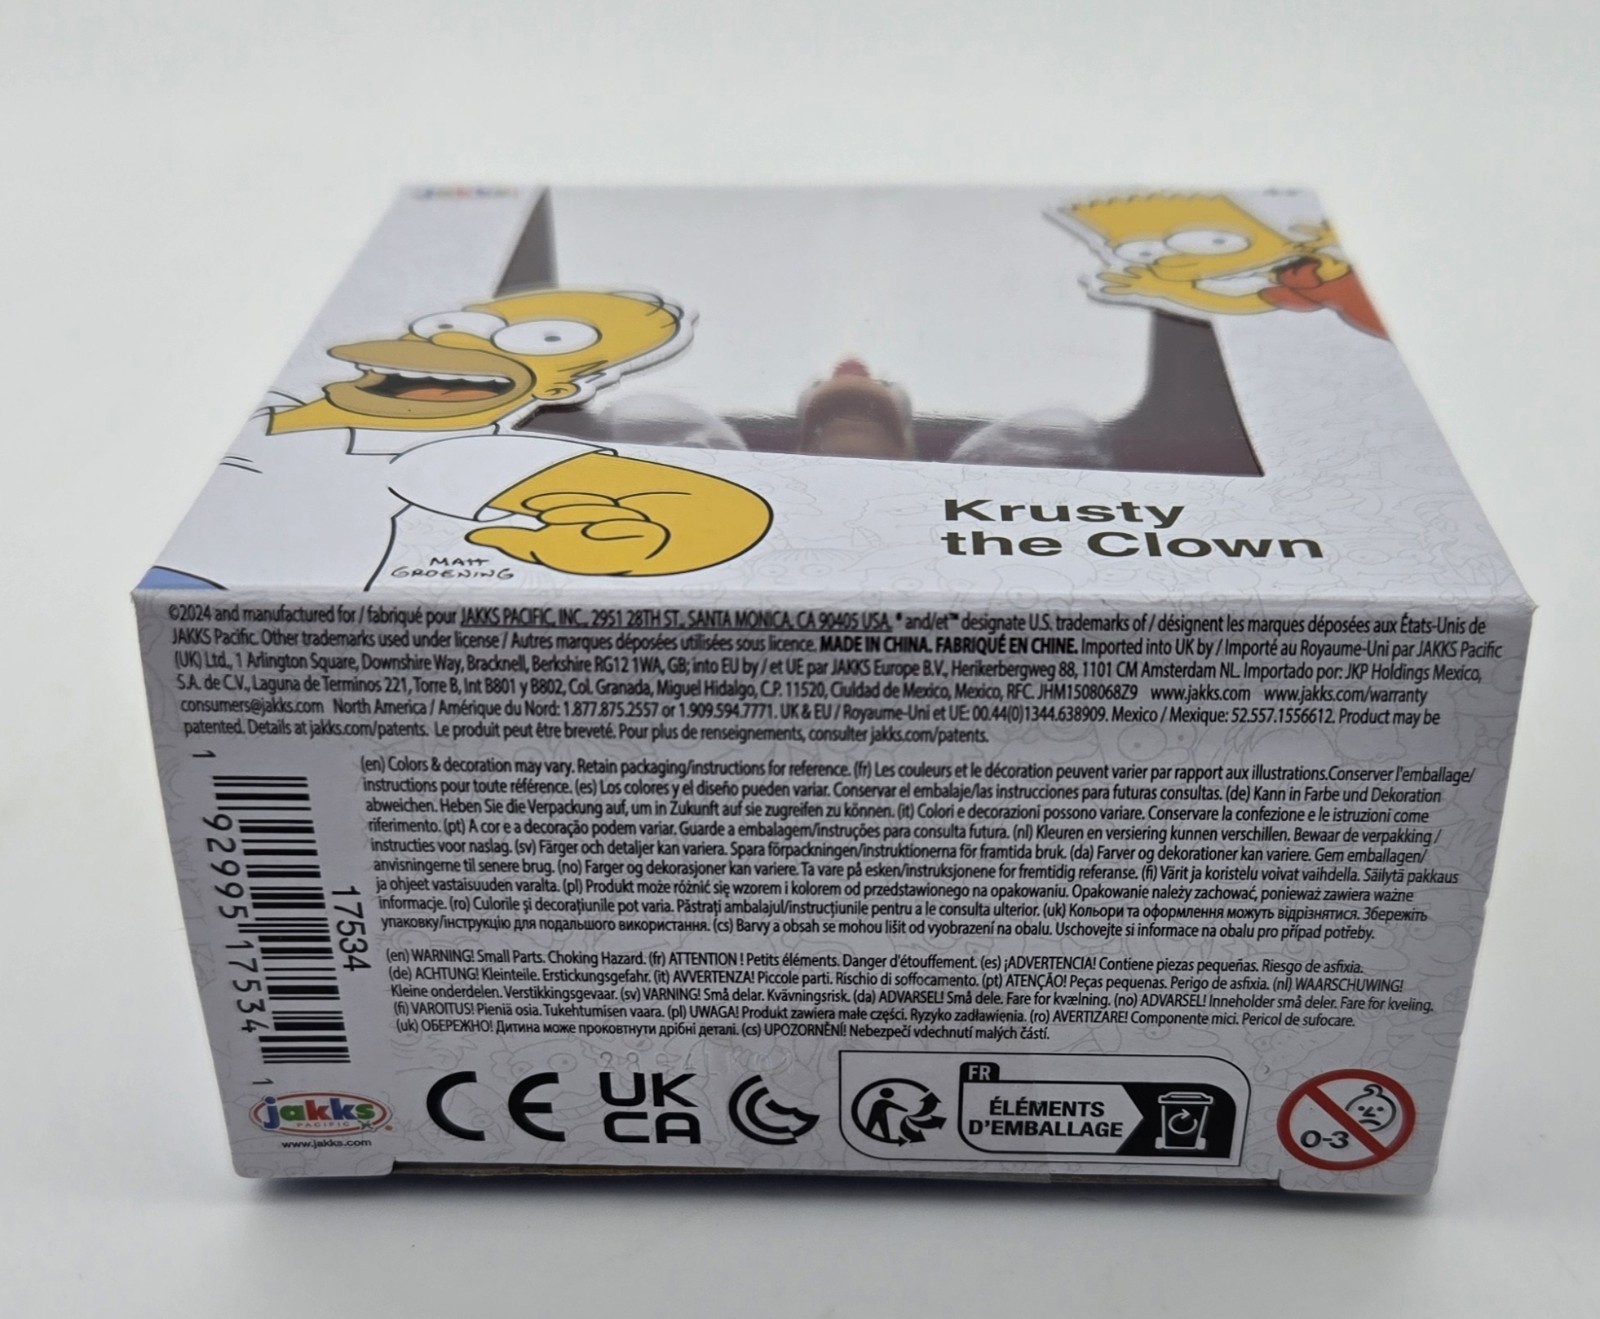 MATT
GROENING
Krusty
the Clown
©2024 and manufactured for / fabriqué pour JAKKS PACIFIC, INC., 2951 28TH ST., SANTA MONICA, CA 90405 USA. ® and/et ™ designate U.S. trademarks of / désignent les marques déposées aux États-Unis de
JAKKS Pacific. Other trademarks used under license / Autres marques déposées utilisées sous licence. MADE IN CHINA. FABRIQUÉ EN CHINE. Imported into UK by / Importé au Royaume-Uni par JAKKS Pacific
(UK) Ltd., 1 Arlington Square, Downshire Way, Bracknell, Berkshire RG12 1WA, GB; into EU by / et UE par JAKKS Europe B.V., Herikerbergweg 88, 1101 CM Amsterdam NL. Importado por: JKP Holdings Mexico,
S.A. de C.V., Laguna de Terminos 221, Torre B, Int B801 y B802, Col. Granada, Miguel Hidalgo, C.P. 11520, Ciuldad de Mexico, Mexico, RFC. JHM1508068Z9 www.jakks.com www.jakks.com/warranty
consumers@jakks.com North America / Amérique du Nord: 1.877.875.2557 or 1.909.594.7771. UK & EU / Royaume-Uni et UE: 00.44(0)1344.638909. Mexico / Mexique: 52.557.1556612. Product may be
patented. Details at jakks.com/patents. Le produit peut être breveté. Pour plus de renseignements, consulter jakks.com/patents.
(en) Colors & decoration may vary. Retain packaging/instructions for reference. (fr) Les couleurs et le décoration peuvent varier par rapport aux illustrations.Conserver l'emballage/
instructions pour toute référence. (es) Los colores y el diseño pueden variar. Conservar el embalaje/las instrucciones para futuras consultas. (de) Kann in Farbe und Dekoration
abweichen. Heben Sie die Verpackung auf, um in Zukunft auf sie zugreifen zu können. (it) Colori e decorazioni possono variare. Conservare la confezione e le istruzioni come
riferimento. (pt) A cor e a decoração podem variar. Guarde a embalagem/instruções para consulta futura. (nl) Kleuren en versiering kunnen verschillen. Bewaar de verpakking /
instructies voor naslag. (sv) Färger och detaljer kan variera. Spara förpackningen/instruktionerna för framtida bruk. (da) Farver og dekorationer kan variere. Gem emballagen/
anvisningerne til senere brug. (no) Farger og dekorasjoner kan variere. Ta vare på esken/instruksjonene for fremtidig referanse. (fi) Värit ja koristelu voivat vaihdella. Säilytä pakkaus
ja ohjeet vastaisuuden varalta. (pl) Produkt może różnić się wzorem i kolorem od przedstawionego na opakowaniu. Opakowanie należy zachować, ponieważ zawiera ważne
informacje. (ro) Culorile și decorațiunile pot varia. Păstrați ambalajul/instrucțiunile pentru a le consulta ulterior. (uk) Кольори та оформлення можуть відрізнятися. Збережіть
упаковку/інструкцію для подальшого використання. (cs) Barvy a obsah se mohou lišit od vyobrazení na obalu. Uschovejte si informace na obalu pro případ potřeby.
(en) WARNING! Small Parts. Choking Hazard. (fr) ATTENTION ! Petits éléments. Danger d'étouffement. (es) ¡ADVERTENCIA! Contiene piezas pequeñas. Riesgo de asfixia.
(de) ACHTUNG! Kleinteile. Erstickungsgefahr. (it) AVVERTENZA! Piccole parti. Rischio di soffocamento. (pt) ATENÇÃO! Peças pequenas. Perigo de asfixia. (nl) WAARSCHUWING!
Kleine onderdelen. Verstikkingsgevaar. (sv) VARNING! Små delar. Kvävningsrisk. (da) ADVARSEL! Små dele. Fare for kvælning. (no) ADVARSEL! Inneholder små deler. Fare for kveling.
(fi) VAROITUS! Pieniä osia. Tukehtumisen vaara. (pl) UWAGA! Produkt zawiera małe części. Ryzyko zadławienia. (ro) AVERTIZARE! Componente mici. Pericol de sufocare.
(uk) ОБЕРЕЖНО! Дитина може проковтнути дрібні деталі. (cs) UPOZORNĚNÍ! Nebezpečí vdechnutí malých částí.
1 92995 17534 1
17534
jakks
PACIFIC
www.jakks.com
CE
UK
CA
FR
ÉLÉMENTS
D'EMBALLAGE
0-3